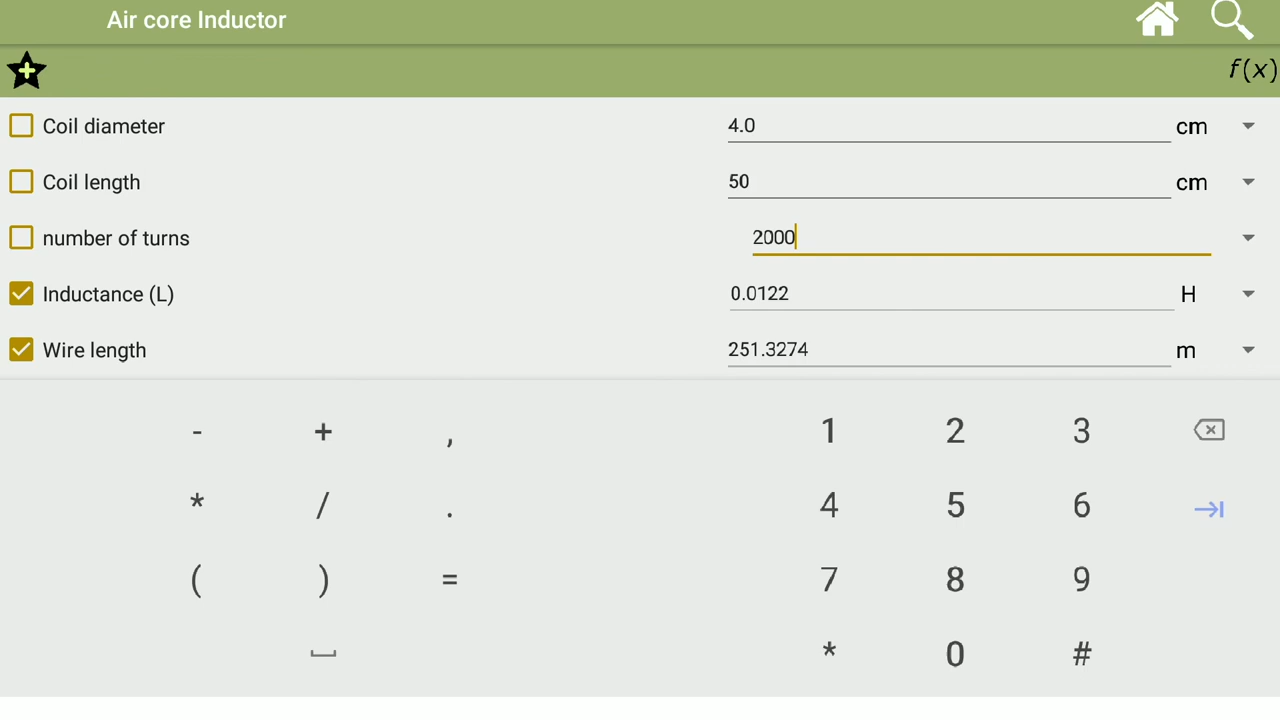 Air core Inductor
f(x)
Coil diameter 4.0 cm
Coil length 50 cm
number of turns 2000
Inductance (L) 0.0122 H
Wire length 251.3274 m
- + , 1 2 3
* / . 4 5 6
( ) = 7 8 9
* 0 #